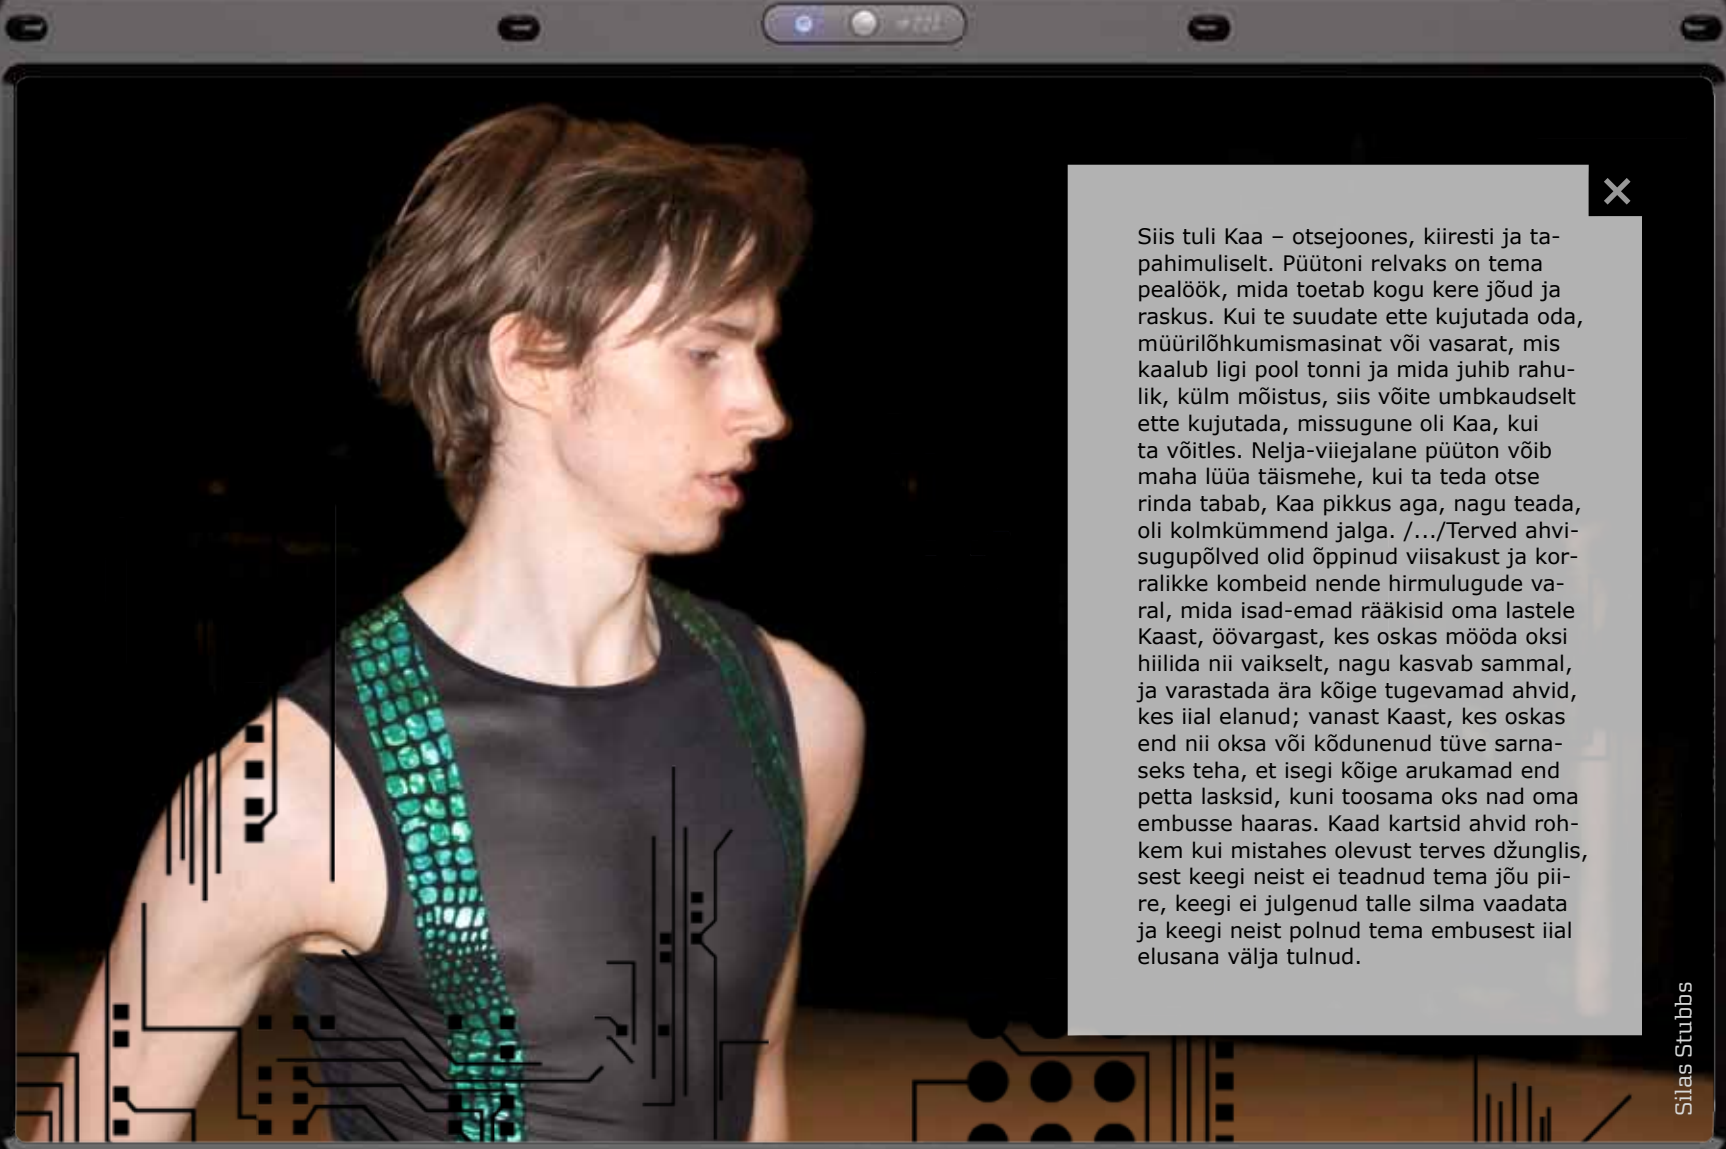 Siis tuli Kaa – otsejoones, kiiresti ja ta-
pahimuliselt. Püütoni relvaks on tema
pealöök, mida toetab kogu kere jõud ja
raskus. Kui te suudate ette kujutada oda,
müürilõhkumismasinat või vasarat, mis
kaalub ligi pool tonni ja mida juhib rahu-
lik, külm mõistus, siis võite umbkaudselt
ette kujutada, missugune oli Kaa, kui
ta võitles. Nelja-viiejalane püüton võib
maha lüüa täismehe, kui ta teda otse
rinda tabab, Kaa pikkus aga, nagu teada,
oli kolmkümmend jalga. /.../Terved ahvi-
sugupõlved olid õppinud viisakust ja kor-
ralikke kombeid nende hirmulugude va-
ral, mida isad-emad rääkisid oma lastele
Kaast, öövargast, kes oskas mööda oksi
hiilida nii vaikselt, nagu kasvab sammal,
ja varastada ära kõige tugevamad ahvid,
kes iial elanud; vanast Kaast, kes oskas
end nii oksa või kõdunenud tüve sarna-
seks teha, et isegi kõige arukamad end
petta lasksid, kuni toosama oks nad oma
embusse haaras. Kaad kartsid ahvid roh-
kem kui mistahes olevust terves džunglis,
sest keegi neist ei teadnud tema jõu pii-
re, keegi ei julgenud talle silma vaadata
ja keegi neist polnud tema embusest iial
elusana välja tulnud.
Silas Stubbs